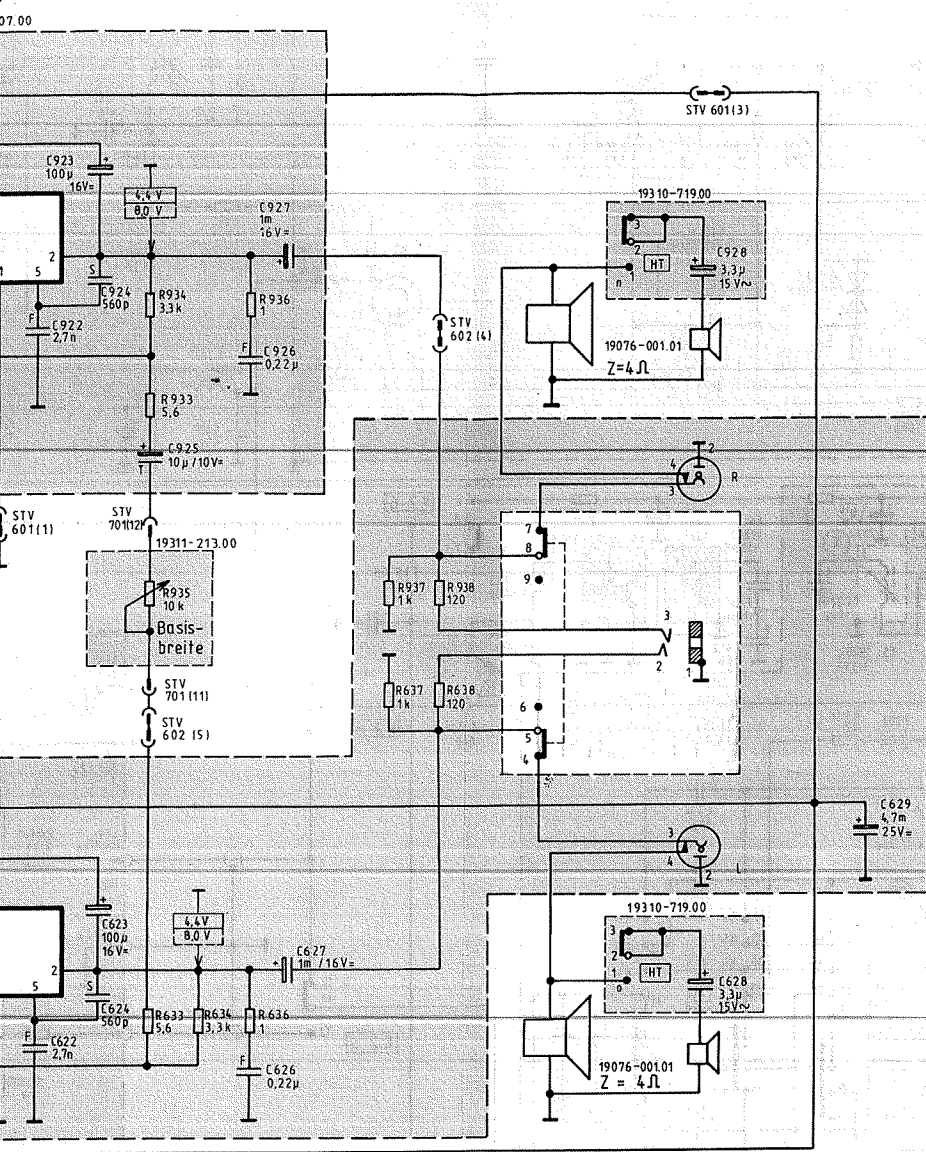 07.00
STV 601(3)
C923
100µ
16V=
4,4 V
8,0 V
C927
1m
16V=
19310-719.00
3
2
HT
1
n
C928
3,3µ
15V~
2
5
1
S
C924
560p
R934
3,3k
R936
1
F
C922
2,7n
F
C926
0,22µ
STV
602(4)
19076-001.01
Z=4Ω
R933
5,6
C925
10µ/10V=
2
4
3
R
STV
601(1)
STV
701(12)
19311-213.00
R935
10k
Basis-
breite
7
8
9
R937
1k
R938
120
3
2
1
STV
701(11)
STV
602 (5)
R637
1k
R638
120
6
5
4
C629
4,7m
25V=
3
4
2
L
C623
100µ
16V=
4,4V
8,0 V
C627
1m/16V=
19310-719.00
3
2
HT
1
C628
3,3µ
15V~
2
5
S
C624
560p
R633
5,6
R634
3,3k
R636
1
F
C622
2,7n
F
C626
0,22µ
19076-001.01
Z = 4Ω